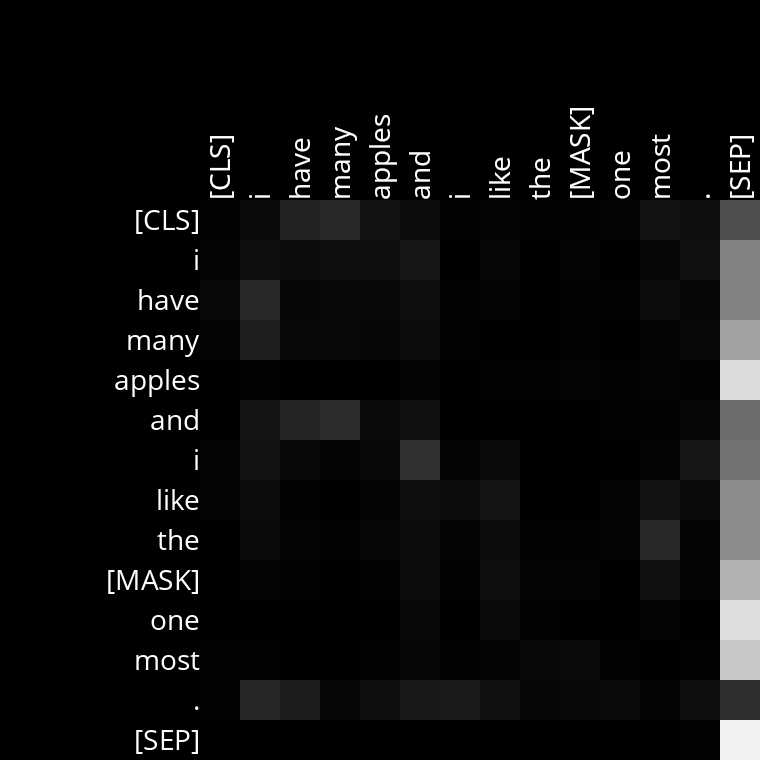 [CLS] i have many apples and i like the [MASK] one most . [SEP]
[CLS]
i
have
many
apples
and
i
like
the
[MASK]
one
most
.
[SEP]